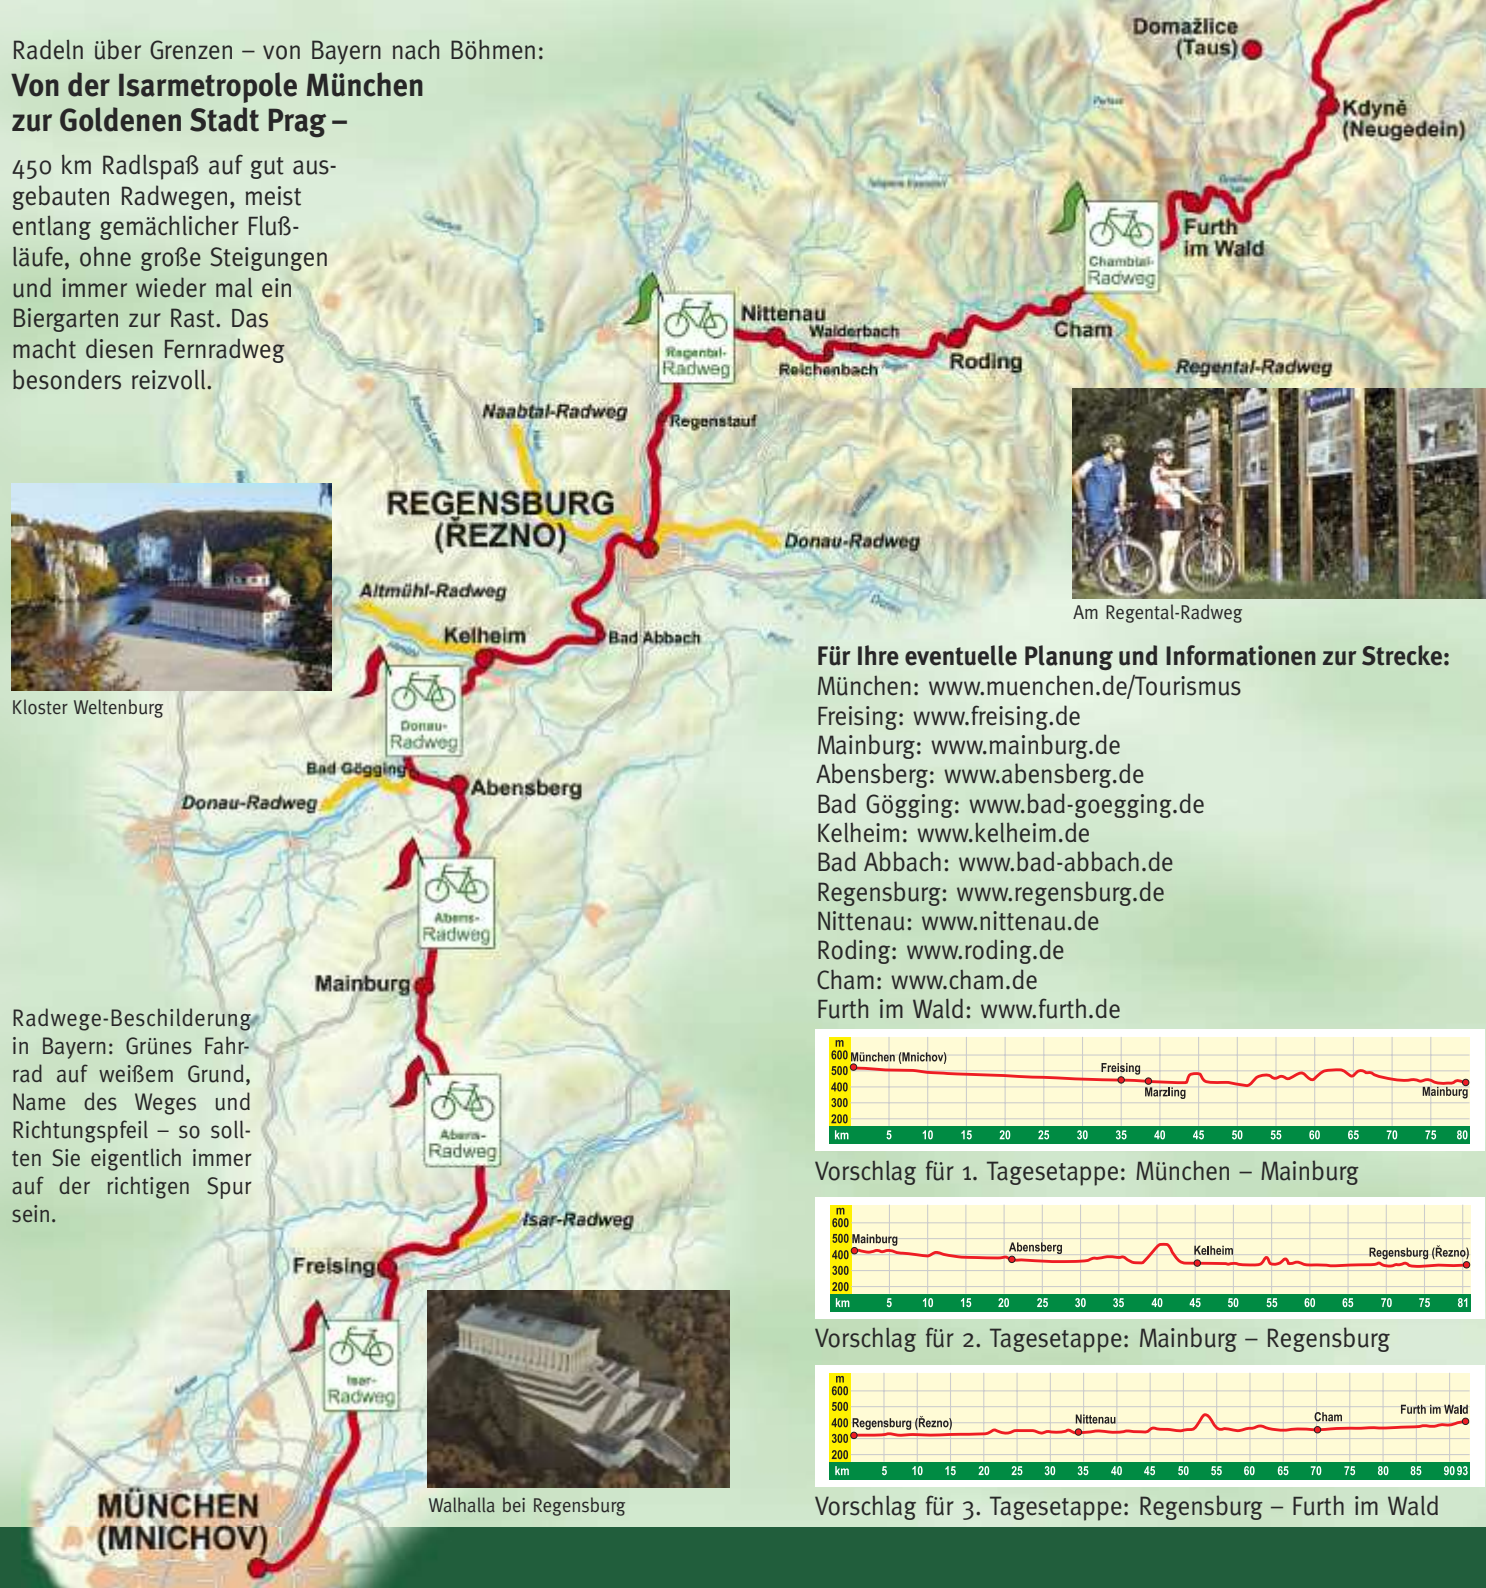 Radeln über Grenzen – von Bayern nach Böhmen:
Von der Isarmetropole München
zur Goldenen Stadt Prag –
450 km Radlspaß auf gut aus-
gebauten Radwegen, meist
entlang gemächlicher Fluß-
läufe, ohne große Steigungen
und immer wieder mal ein
Biergarten zur Rast. Das
macht diesen Fernradweg
besonders reizvoll.
Domažlice
(Taus)
Kdyně
(Neugedein)
Furth
im Wald
Chambtal-
Radweg
Cham
Regental-Radweg
Nittenau
Walderbach
Reichenbach
Regen
Roding
Regental-
Radweg
Regenstauf
Naabtal-Radweg
REGENSBURG
(ŘEZNO)
Donau-Radweg
Altmühl-Radweg
Kelheim
Bad Abbach
Donau-
Radweg
Bad Gögging
Abensberg
Donau-Radweg
Abens-
Radweg
Mainburg
Abens-
Radweg
Isar-Radweg
Freising
Isar-
Radweg
MÜNCHEN
(MNICHOV)
Kloster Weltenburg
Am Regental-Radweg
Walhalla bei Regensburg
Radwege-Beschilderung
in Bayern: Grünes Fahr-
rad auf weißem Grund,
Name des Weges und
Richtungspfeil – so soll-
ten Sie eigentlich immer
auf der richtigen Spur
sein.
Für Ihre eventuelle Planung und Informationen zur Strecke:
München: www.muenchen.de/Tourismus
Freising: www.freising.de
Mainburg: www.mainburg.de
Abensberg: www.abensberg.de
Bad Gögging: www.bad-goegging.de
Kelheim: www.kelheim.de
Bad Abbach: www.bad-abbach.de
Regensburg: www.regensburg.de
Nittenau: www.nittenau.de
Roding: www.roding.de
Cham: www.cham.de
Furth im Wald: www.furth.de
m
600
500
400
300
200
München (Mnichov)
Freising
Marzling
Mainburg
km 5 10 15 20 25 30 35 40 45 50 55 60 65 70 75 80
Vorschlag für 1. Tagesetappe: München – Mainburg
m
600
500
400
300
200
Mainburg
Abensberg
Kelheim
Regensburg (Řezno)
km 5 10 15 20 25 30 35 40 45 50 55 60 65 70 75 81
Vorschlag für 2. Tagesetappe: Mainburg – Regensburg
m
600
500
400
300
200
Regensburg (Řezno)
Nittenau
Cham
Furth im Wald
km 5 10 15 20 25 30 35 40 45 50 55 60 65 70 75 80 85 90 93
Vorschlag für 3. Tagesetappe: Regensburg – Furth im Wald